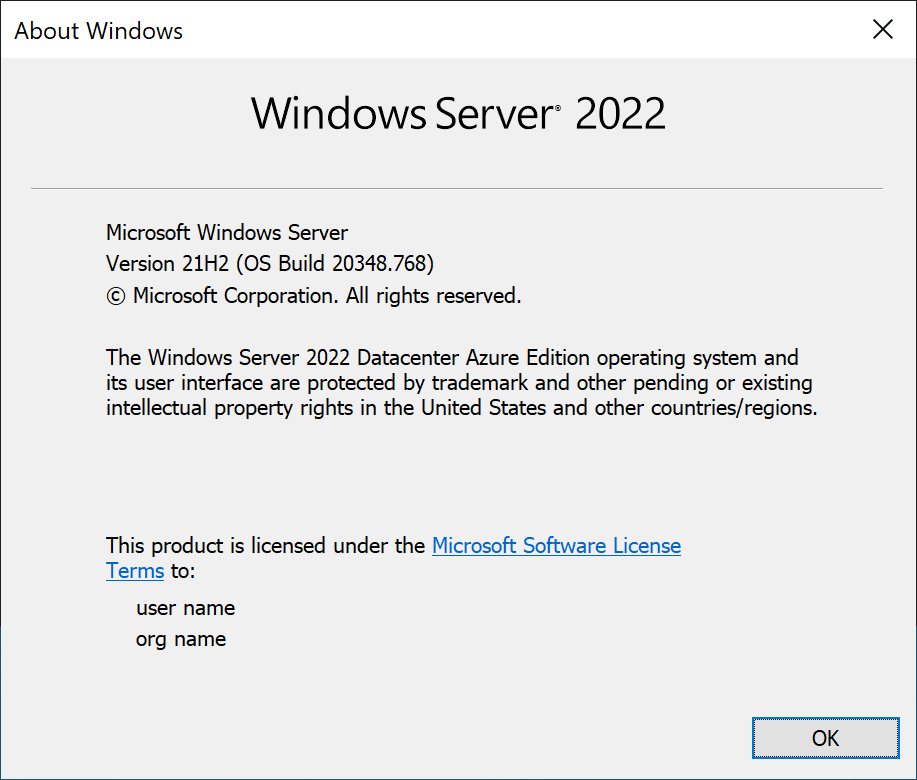 About Windows
Windows Server® 2022
Microsoft Windows Server
Version 21H2 (OS Build 20348.768)
© Microsoft Corporation. All rights reserved.
The Windows Server 2022 Datacenter Azure Edition operating system and
its user interface are protected by trademark and other pending or existing
intellectual property rights in the United States and other countries/regions.
This product is licensed under the Microsoft Software License
Terms to:
user name
org name
OK